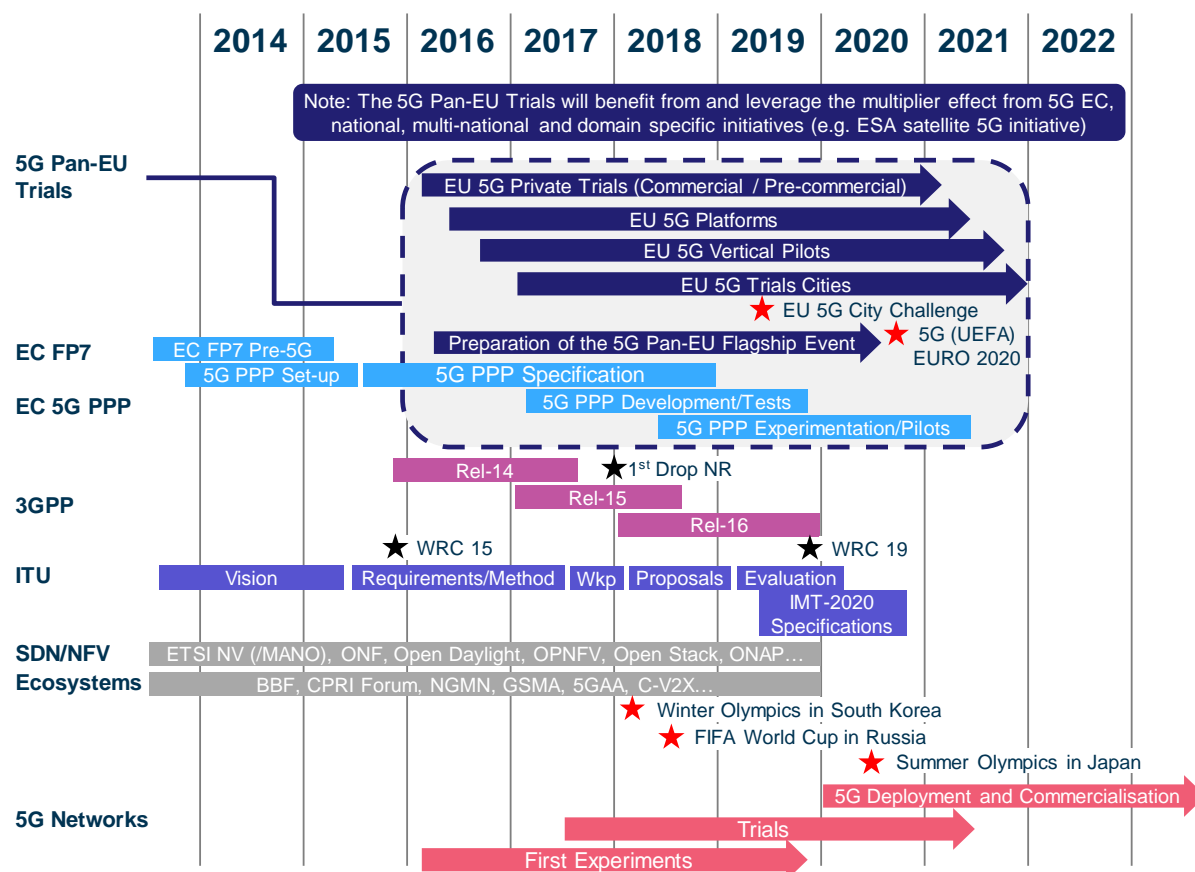 2014 2015 2016 2017 2018 2019 2020 2021 2022
Note: The 5G Pan-EU Trials will benefit from and leverage the multiplier effect from 5G EC,
national, multi-national and domain specific initiatives (e.g. ESA satellite 5G initiative)
5G Pan-EU
Trials
EU 5G Private Trials (Commercial / Pre-commercial)
EU 5G Platforms
EU 5G Vertical Pilots
EU 5G Trials Cities
EU 5G City Challenge
Preparation of the 5G Pan-EU Flagship Event
5G (UEFA)
EURO 2020
EC FP7
EC FP7 Pre-5G
5G PPP Set-up
5G PPP Specification
EC 5G PPP
5G PPP Development/Tests
5G PPP Experimentation/Pilots
3GPP
Rel-14
1st Drop NR
Rel-15
Rel-16
WRC 15
WRC 19
ITU
Vision
Requirements/Method
Wkp
Proposals
Evaluation
IMT-2020
Specifications
SDN/NFV
Ecosystems
ETSI NV (/MANO), ONF, Open Daylight, OPNFV, Open Stack, ONAP...
BBF, CPRI Forum, NGMN, GSMA, 5GAA, C-V2X...
Winter Olympics in South Korea
FIFA World Cup in Russia
Summer Olympics in Japan
5G Networks
5G Deployment and Commercialisation
Trials
First Experiments